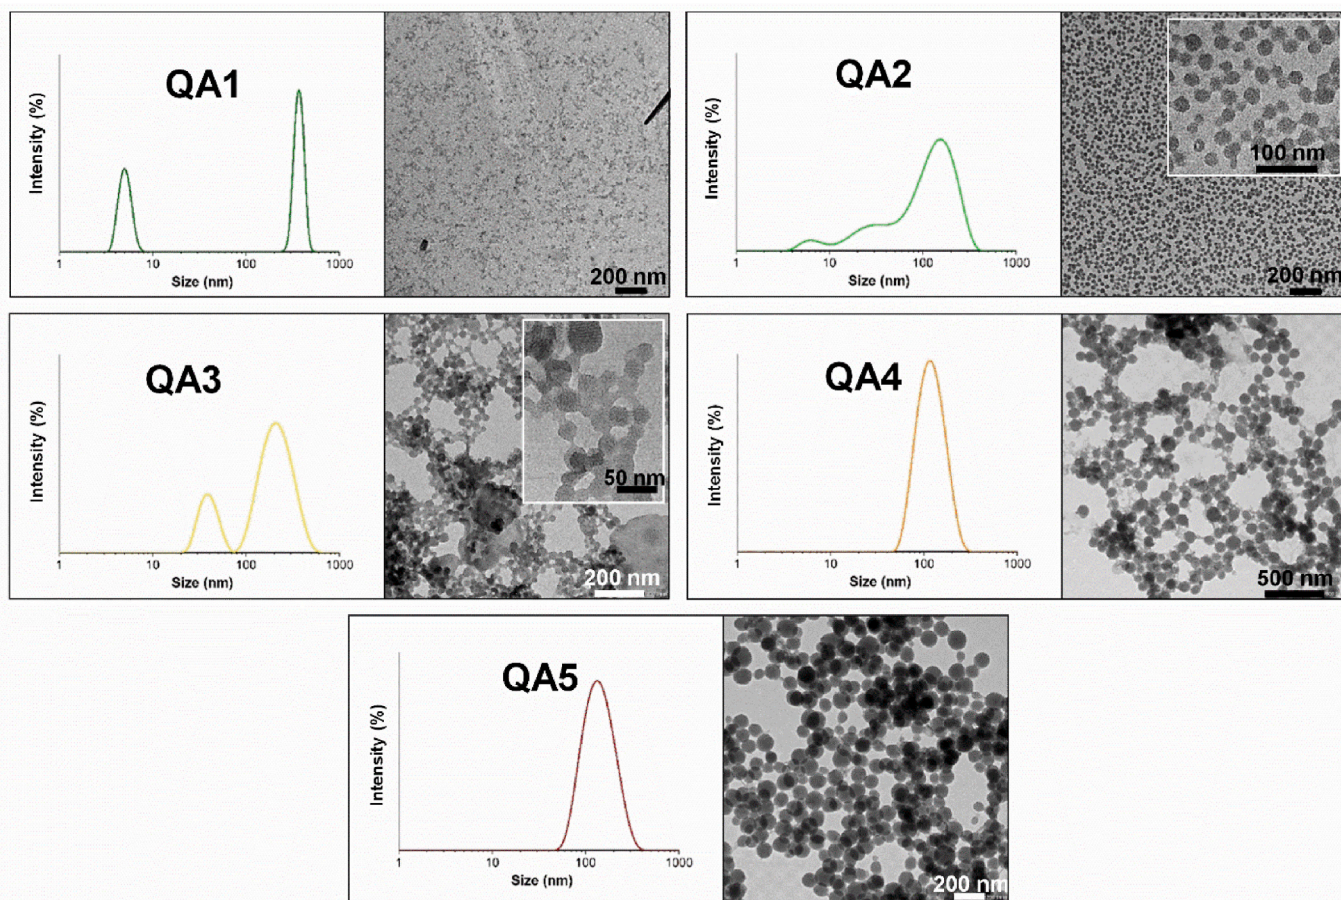 QA1
Intensity (%)
1 10 100 1000
Size (nm)
200 nm
QA2
Intensity (%)
1 10 100 1000
Size (nm)
100 nm
200 nm
QA3
Intensity (%)
1 10 100 1000
Size (nm)
50 nm
200 nm
QA4
Intensity (%)
1 10 100 1000
Size (nm)
500 nm
QA5
Intensity (%)
1 10 100 1000
Size (nm)
200 nm